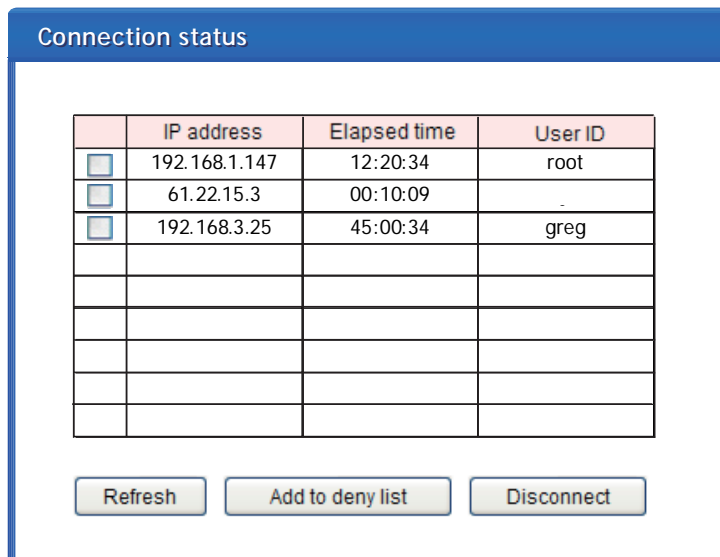 Connection status
IP address Elapsed time User ID
192.168.1.147 12:20:34 root
61.22.15.3 00:10:09 -
192.168.3.25 45:00:34 greg
Refresh Add to deny list Disconnect